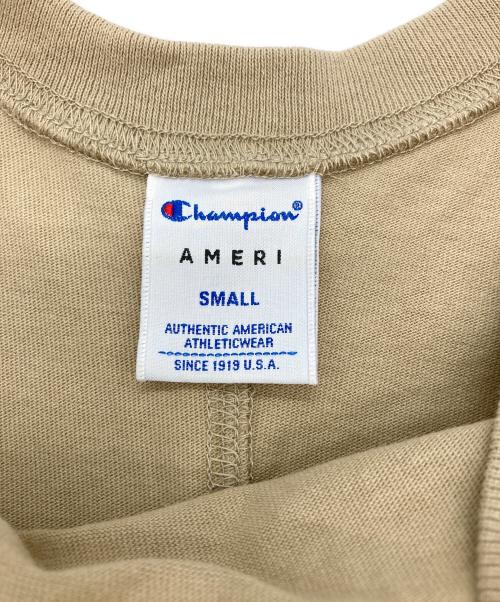 Champion®
AMERI
SMALL
AUTHENTIC AMERICAN
ATHLETICWEAR
SINCE 1919 U.S.A.